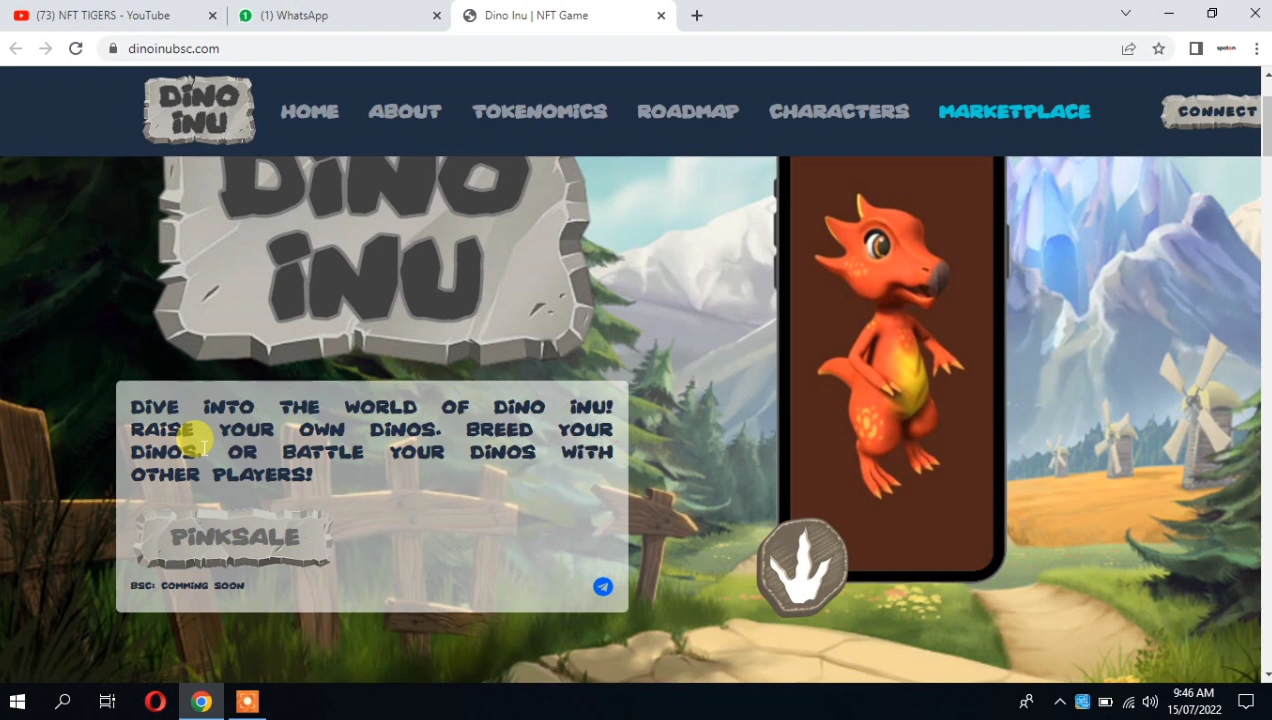 (73) NFT TIGERS - YouTube
(1) WhatsApp
Dino Inu | NFT Game
dinoinubsc.com
spoton
DINO
INU
HOME
ABOUT
TOKENOMICS
ROADMAP
CHARACTERS
MARKETPLACE
CONNECT
DINO
INU
DIVE INTO THE WORLD OF DINO INU!
RAISE YOUR OWN DINOS. BREED YOUR
DINOS. OR BATTLE YOUR DINOS WITH
OTHER PLAYERS!
PINKSALE
BSC: COMMING SOON
9:46 AM
15/07/2022